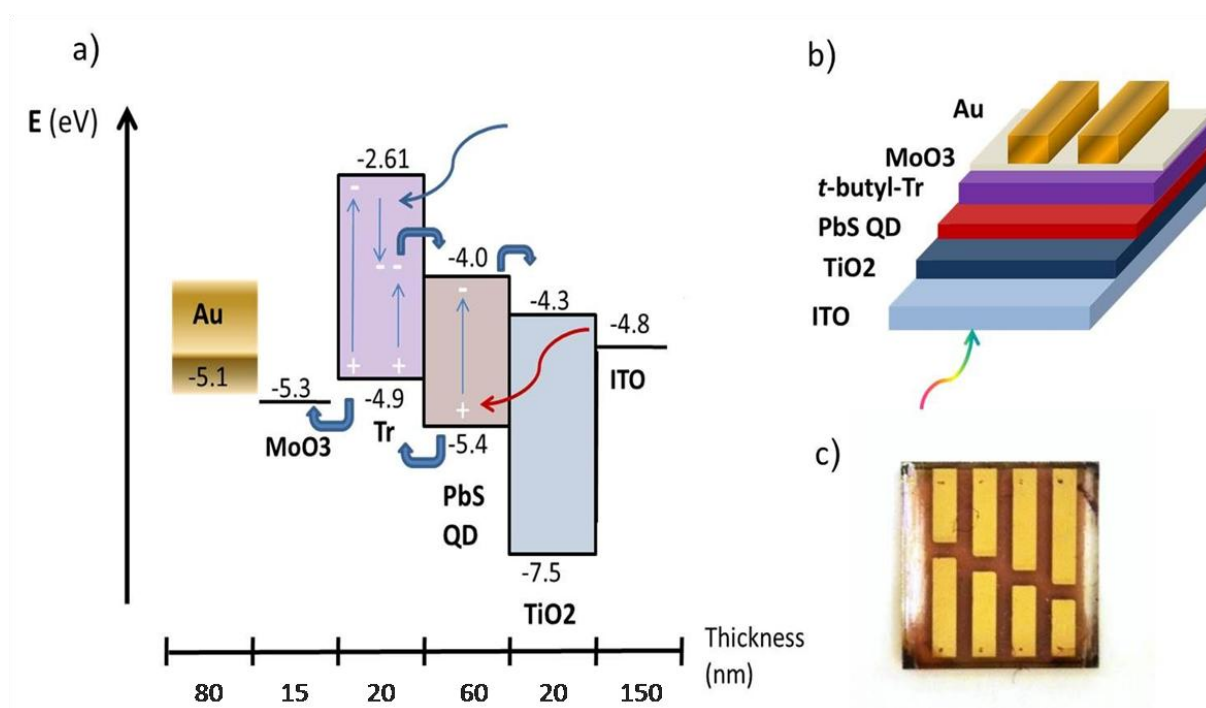 a)
E (eV)
-2.61
-4.0
-4.3
-4.8
ITO
Au
-5.1
-5.3
MoO3
-4.9
Tr
-5.4
PbS
QD
-7.5
TiO2
Thickness
(nm)
80 15 20 60 20 150
b)
Au
MoO3
t-butyl-Tr
PbS QD
TiO2
ITO
c)